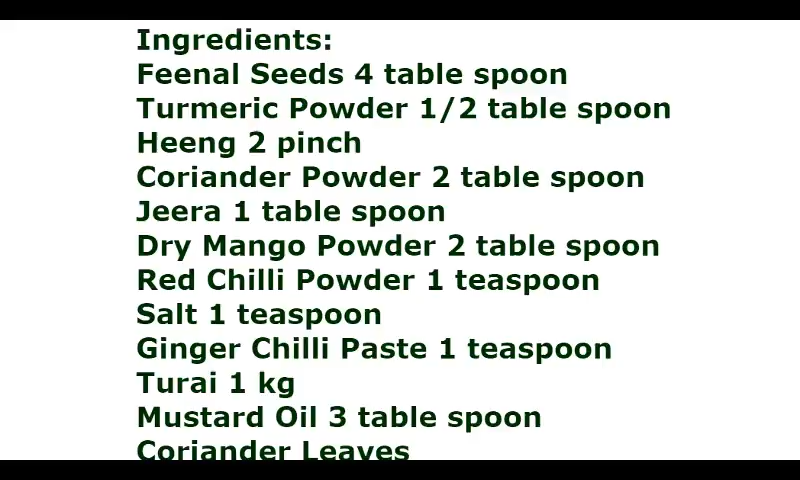 Ingredients:
Feenal Seeds 4 table spoon
Turmeric Powder 1/2 table spoon
Heeng 2 pinch
Coriander Powder 2 table spoon
Jeera 1 table spoon
Dry Mango Powder 2 table spoon
Red Chilli Powder 1 teaspoon
Salt 1 teaspoon
Ginger Chilli Paste 1 teaspoon
Turai 1 kg
Mustard Oil 3 table spoon
Coriander Leaves